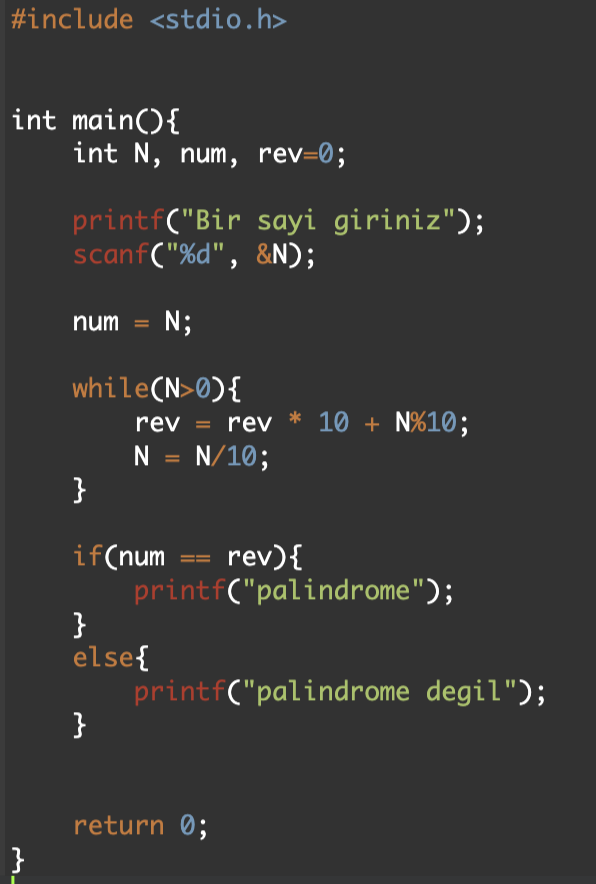 #include <stdio.h>
int main(){
int N, num, rev=0;
printf("Bir sayi giriniz");
scanf("%d", &N);
num = N;
while(N>0){
rev = rev * 10 + N%10;
N = N/10;
}
if(num == rev){
printf("palindrome");
}
else{
printf("palindrome degil");
}
return 0;
}